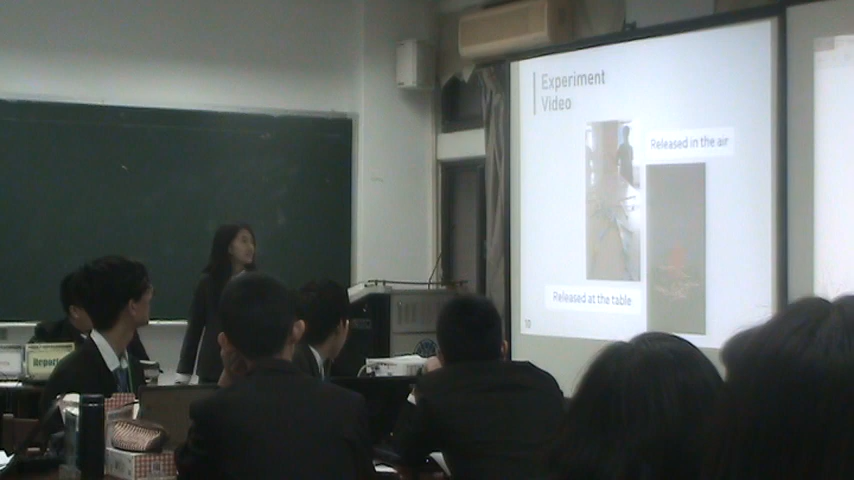 Experiment
Video
Released in the air
Released at the table
10